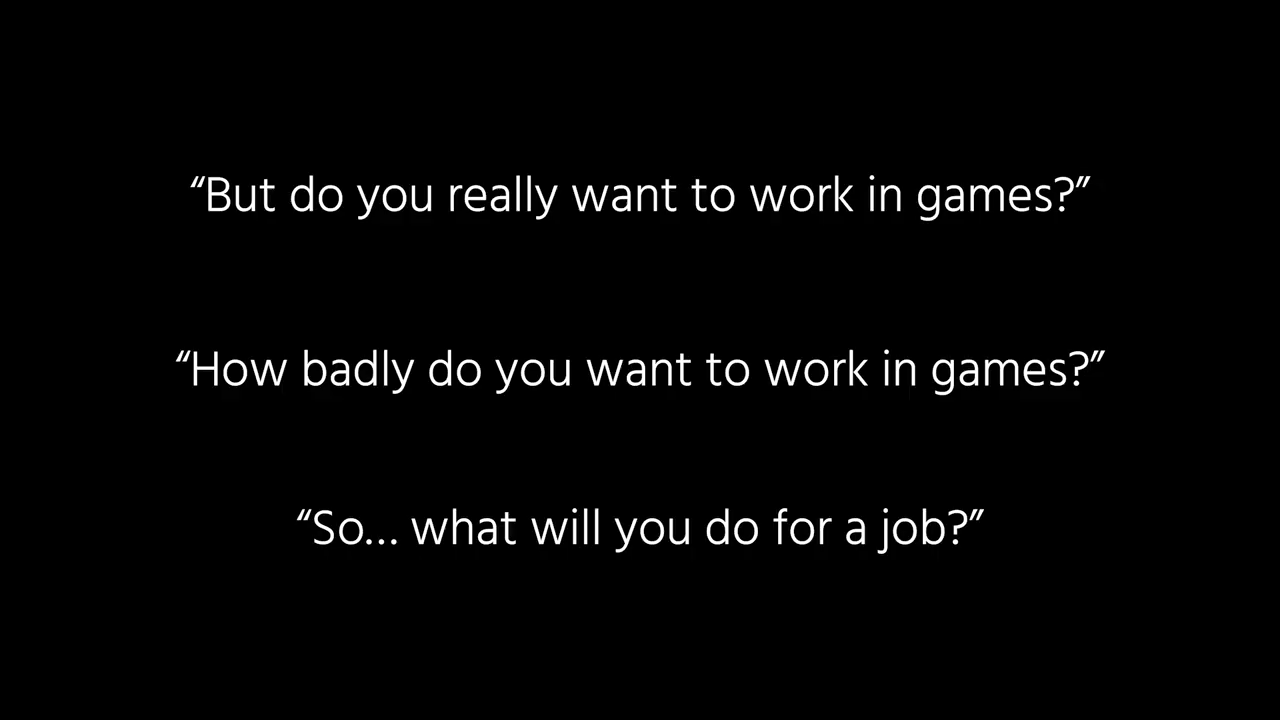 “But do you really want to work in games?”
“How badly do you want to work in games?”
“So... what will you do for a job?”